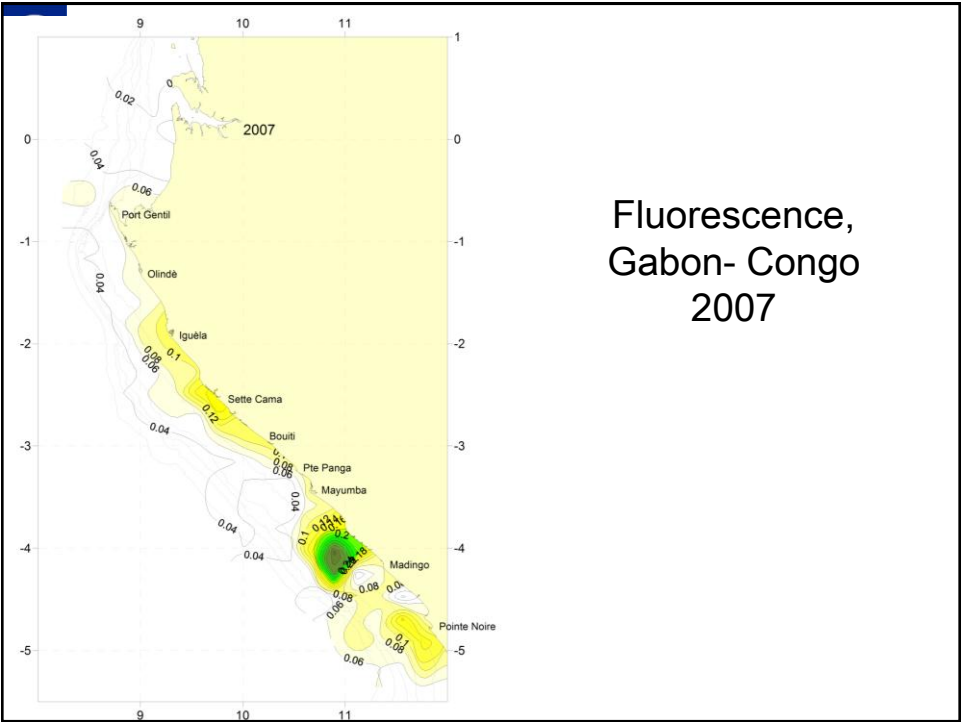 9 10 11
1
0.02
0
2007
0 0
0.04
0.06
Port Gentil
-1 -1
Olindè
0.04
Iguèla
-2 -2
0.08 0.1
0.06
Sette Cama
0.12
0.04
Bouiti
-3 -3
0.08
0.06
Pte Panga
Mayumba
0.04
0.04
0.12
0.1
0.2
-4 -4
0.04
0.18
Madingo
0.08
0.08
0.06
Pointe Noire
0.1
0.08
-5 -5
0.06
9 10 11
Fluorescence,
Gabon- Congo
2007